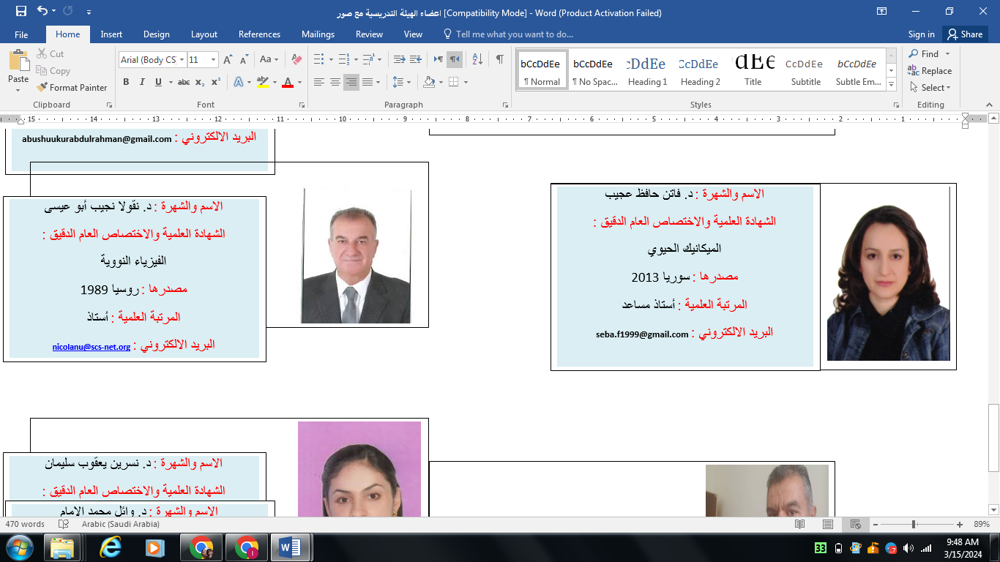 اعضاء الهيئة التدريسية مع صور [Compatibility Mode] - Word (Product Activation Failed)
File Home Insert Design Layout References Mailings Review View Tell me what you want to do... Sign in Share
Paste
Cut
Copy
Format Painter
Clipboard
Arial (Body CS) 11
Font
Paragraph
bCcDdEe bCcDdEe CcDdEe CcDdEe dEe CcDdEe bCcDdEe
¶ Normal ¶ No Spac... Heading 1 Heading 2 Title Subtitle Subtle Em...
Styles
Find
Replace
Select
Editing
15 14 13 12 11 10 9 8 7 6 5 4 3 2 1
البريد الالكتروني : abushuukurabdulrahman@gmail.com
الاسم والشهرة : د. فاتن حافظ عجيب
الشهادة العلمية والاختصاص العام الدقيق :
الميكانيك الحيوي
مصدرها : سوريا 2013
المرتبة العلمية : أستاذ مساعد
البريد الالكتروني : seba.f1999@gmail.com
الاسم والشهرة : د. نقولا نجيب أبو عيسى
الشهادة العلمية والاختصاص العام الدقيق :
الفيزياء النووية
مصدرها : روسيا 1989
المرتبة العلمية : أستاذ
البريد الالكتروني : nicolanu@scs-net.org
الاسم والشهرة : د. نسرين يعقوب سليمان
الشهادة العلمية والاختصاص العام الدقيق :
الاسم والشهرة : د. وائل محمد الإمام
470 words Arabic (Saudi Arabia) 89%
33
9:48 AM
3/15/2024